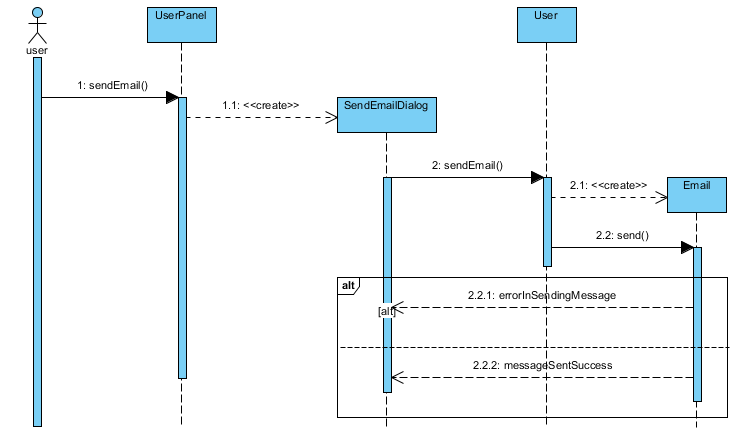 UserPanel
User
user
1: sendEmail()
1.1: <<create>>
SendEmailDialog
2: sendEmail()
2.1: <<create>>
Email
2.2: send()
alt
2.2.1: errorInSendingMessage
[alt]
2.2.2: messageSentSuccess